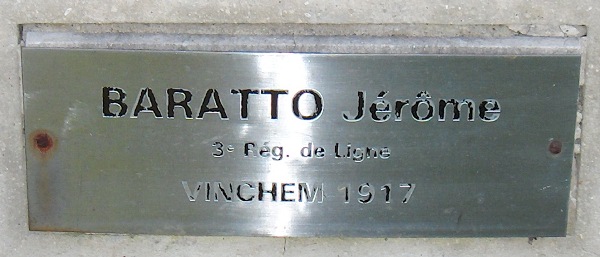 BARATTO Jérôme
3e Rég. de Ligne
VINCHEM 1917